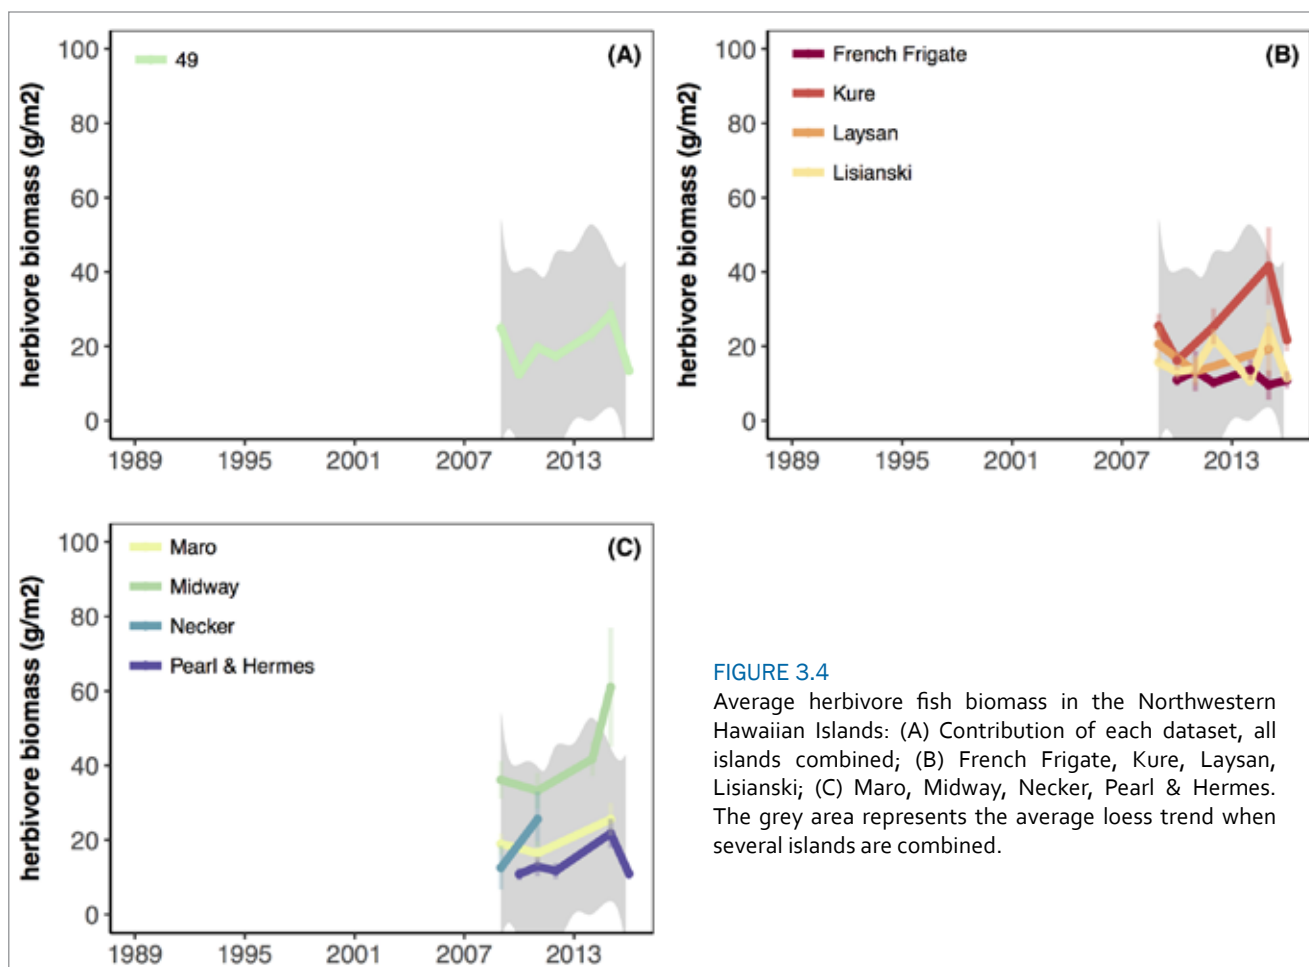 herbivore biomass (g/m2)
100
80
60
40
20
0
49
(A)
1989 1995 2001 2007 2013
herbivore biomass (g/m2)
100
80
60
40
20
0
French Frigate
Kure
Laysan
Lisianski
(B)
1989 1995 2001 2007 2013
herbivore biomass (g/m2)
100
80
60
40
20
0
Maro
Midway
Necker
Pearl & Hermes
(C)
1989 1995 2001 2007 2013
FIGURE 3.4
Average herbivore fish biomass in the Northwestern
Hawaiian Islands: (A) Contribution of each dataset, all
islands combined; (B) French Frigate, Kure, Laysan,
Lisianski; (C) Maro, Midway, Necker, Pearl & Hermes.
The grey area represents the average loess trend when
several islands are combined.